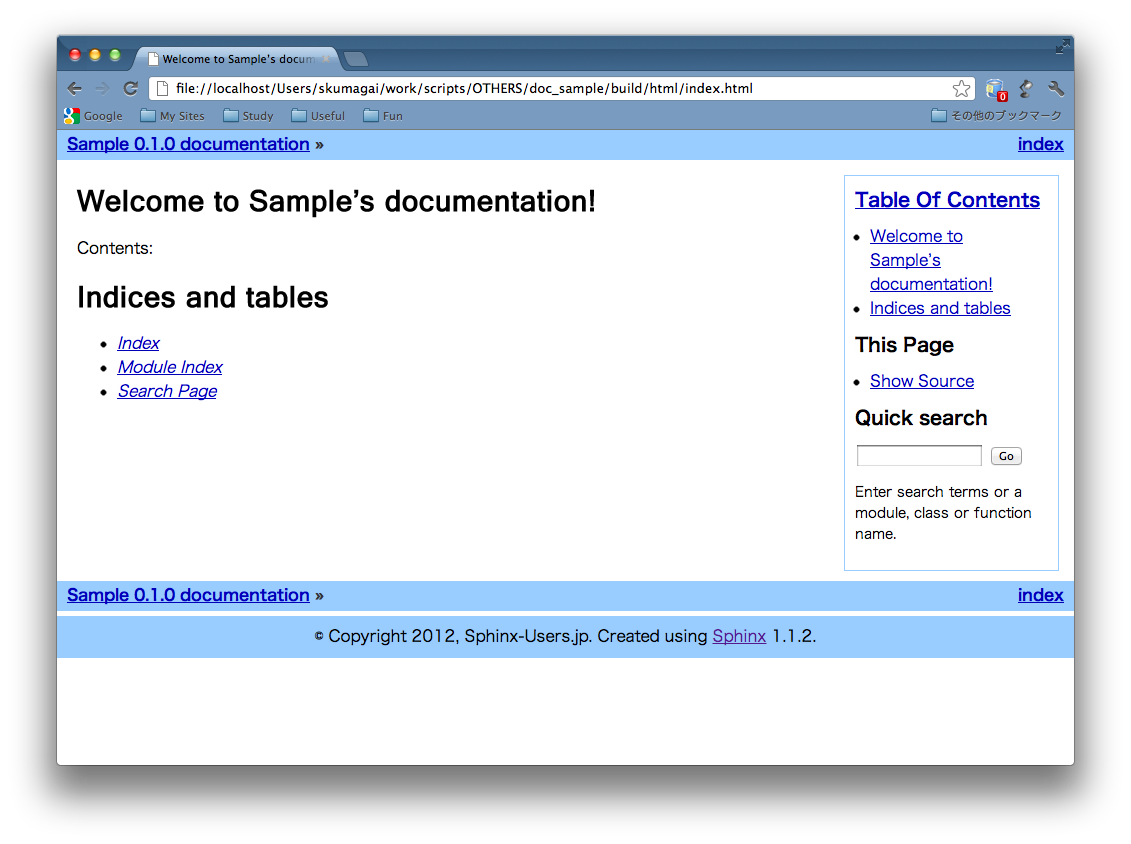 Welcome to Sample's docum
file://localhost/Users/skumagai/work/scripts/OTHERS/doc_sample/build/html/index.html
0
Google My Sites Study Useful Fun その他のブックマーク
Sample 0.1.0 documentation » index
Welcome to Sample's documentation!
Contents:
Indices and tables
Index
Module Index
Search Page
Table Of Contents
Welcome to
Sample's
documentation!
Indices and tables
This Page
Show Source
Quick search
Go
Enter search terms or a
module, class or function
name.
Sample 0.1.0 documentation » index
© Copyright 2012, Sphinx-Users.jp. Created using Sphinx 1.1.2.